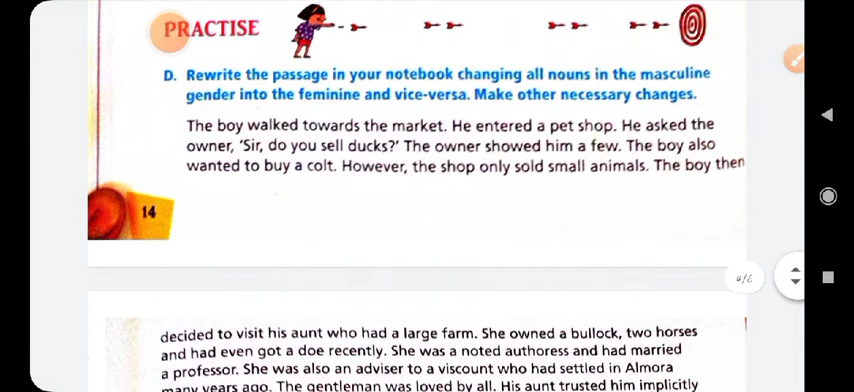 PRACTISE
D. Rewrite the passage in your notebook changing all nouns in the masculine
gender into the feminine and vice-versa. Make other necessary changes.
The boy walked towards the market. He entered a pet shop. He asked the
owner, ‘Sir, do you sell ducks?’ The owner showed him a few. The boy also
wanted to buy a colt. However, the shop only sold small animals. The boy then
14
4/6
decided to visit his aunt who had a large farm. She owned a bullock, two horses
and had even got a doe recently. She was a noted authoress and had married
a professor. She was also an adviser to a viscount who had settled in Almora
many years ago. The gentleman was loved by all. His aunt trusted him implicitly